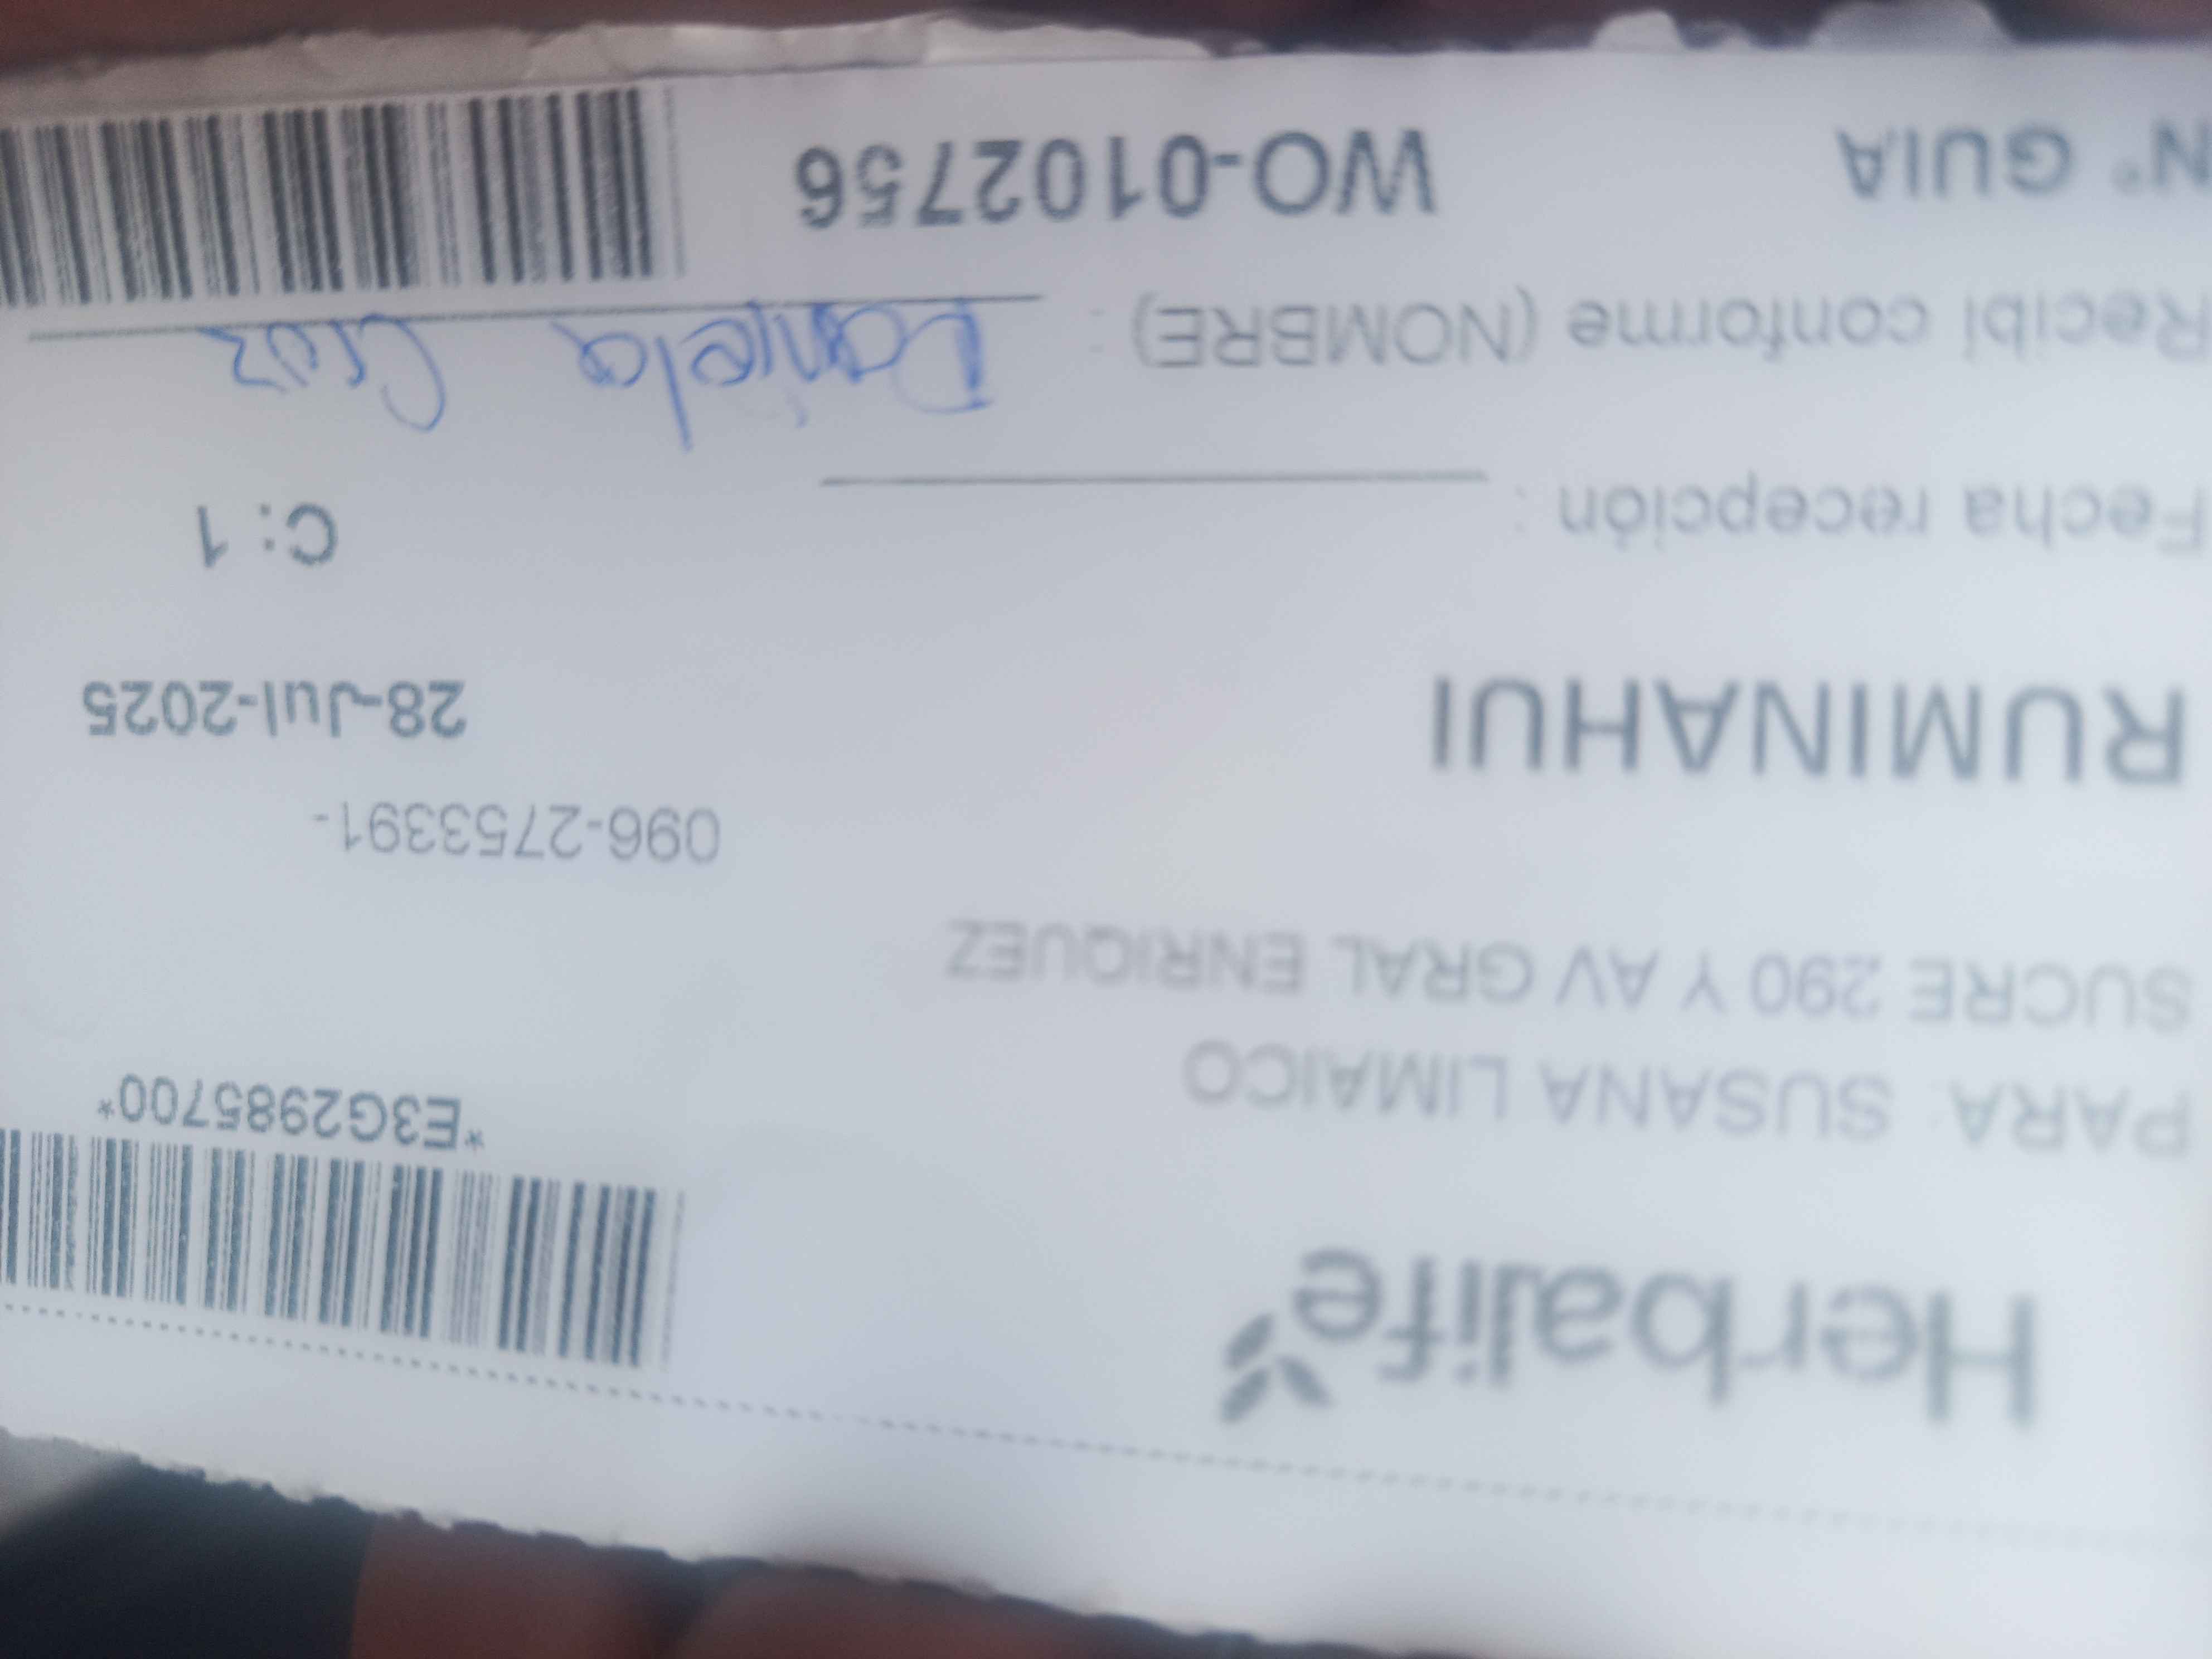 Herbalife
*E3G2985700*
PARA: SUSANA LIMAICO
SUCRE 290 Y AV GRAL ENRIQUEZ
096-2753391-
RUMINAHUI 28-Jul-2025
Fecha recepción : C: 1
Recibí conforme (NOMBRE) : Daniela Cruz
N° GUIA WO-0102756